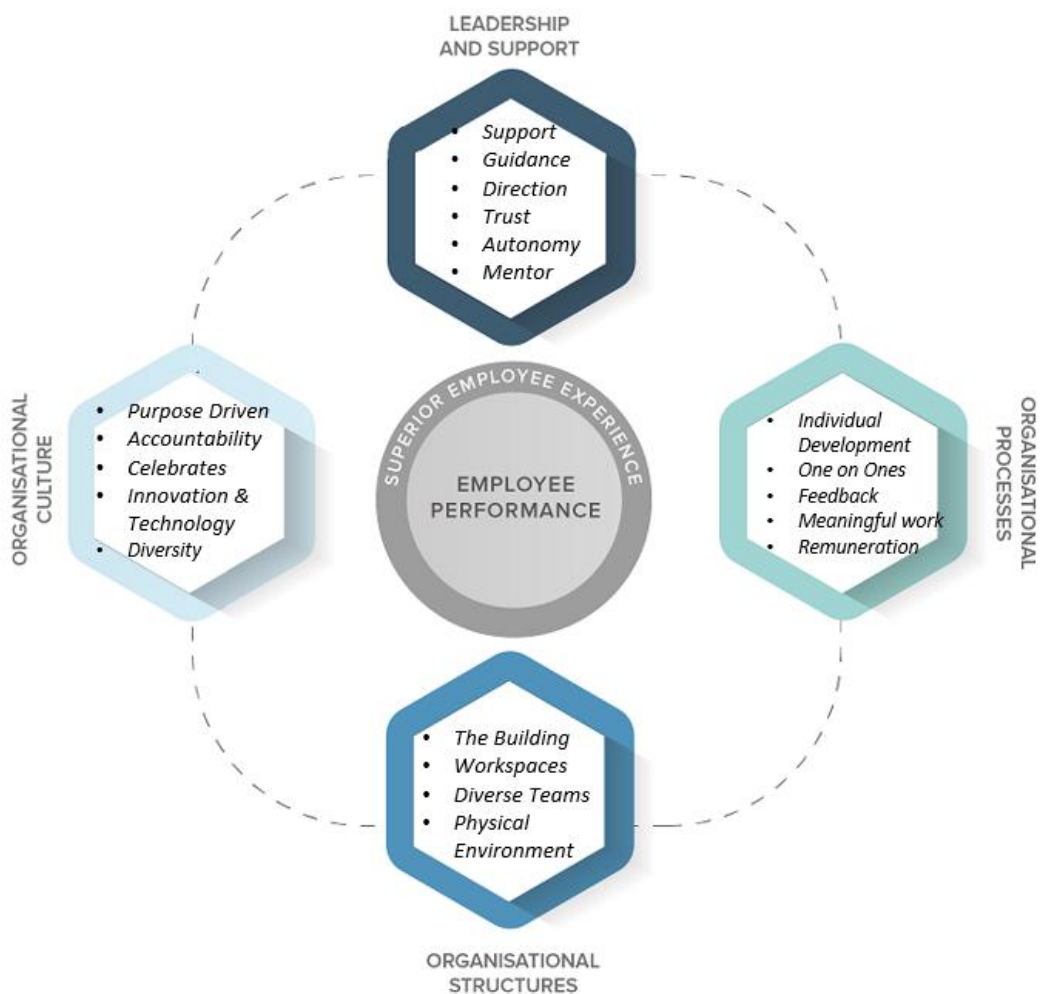 LEADERSHIP
AND SUPPORT
• Support
• Guidance
• Direction
• Trust
• Autonomy
• Mentor
ORGANISATIONAL
CULTURE
• Purpose Driven
• Accountability
• Celebrates
• Innovation &
Technology
• Diversity
SUPERIOR EMPLOYEE EXPERIENCE
EMPLOYEE
PERFORMANCE
• Individual
Development
• One on Ones
• Feedback
• Meaningful work
• Remuneration
ORGANISATIONAL
PROCESSES
• The Building
• Workspaces
• Diverse Teams
• Physical
Environment
ORGANISATIONAL
STRUCTURES